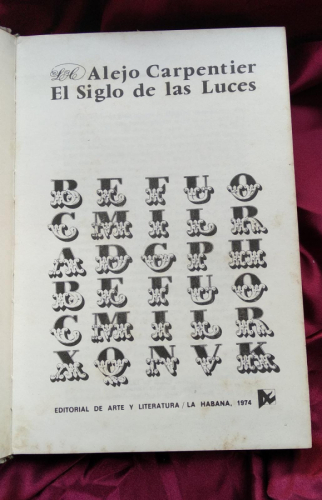 Alejo Carpentier
El Siglo de las Luces
B E F U O
C M I L R
A D G P H
B E F U O
C M I L R
X Q N V K
EDITORIAL DE ARTE Y LITERATURA / LA HABANA, 1974